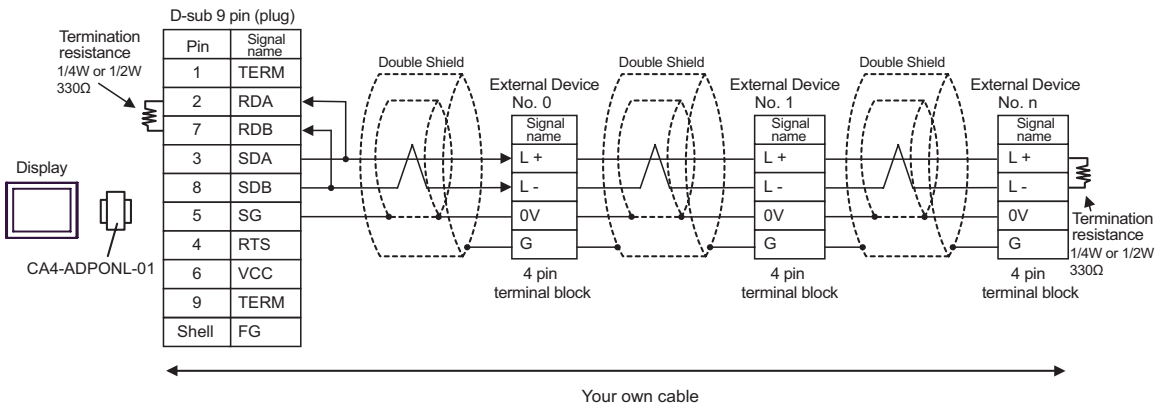 D-sub 9 pin (plug)
Termination
resistance
1/4W or 1/2W
330Ω
Pin Signal name
1 TERM
2 RDA
7 RDB
3 SDA
8 SDB
5 SG
4 RTS
6 VCC
9 TERM
Shell FG
Display
CA4-ADPONL-01
Double Shield
External Device
No. 0
Signal
name
L +
L -
0V
G
4 pin
terminal block
Double Shield
External Device
No. 1
Signal
name
L +
L -
0V
G
4 pin
terminal block
Double Shield
External Device
No. n
Signal
name
L +
L -
0V
G
4 pin
terminal block
Termination
resistance
1/4W or 1/2W
330Ω
Your own cable